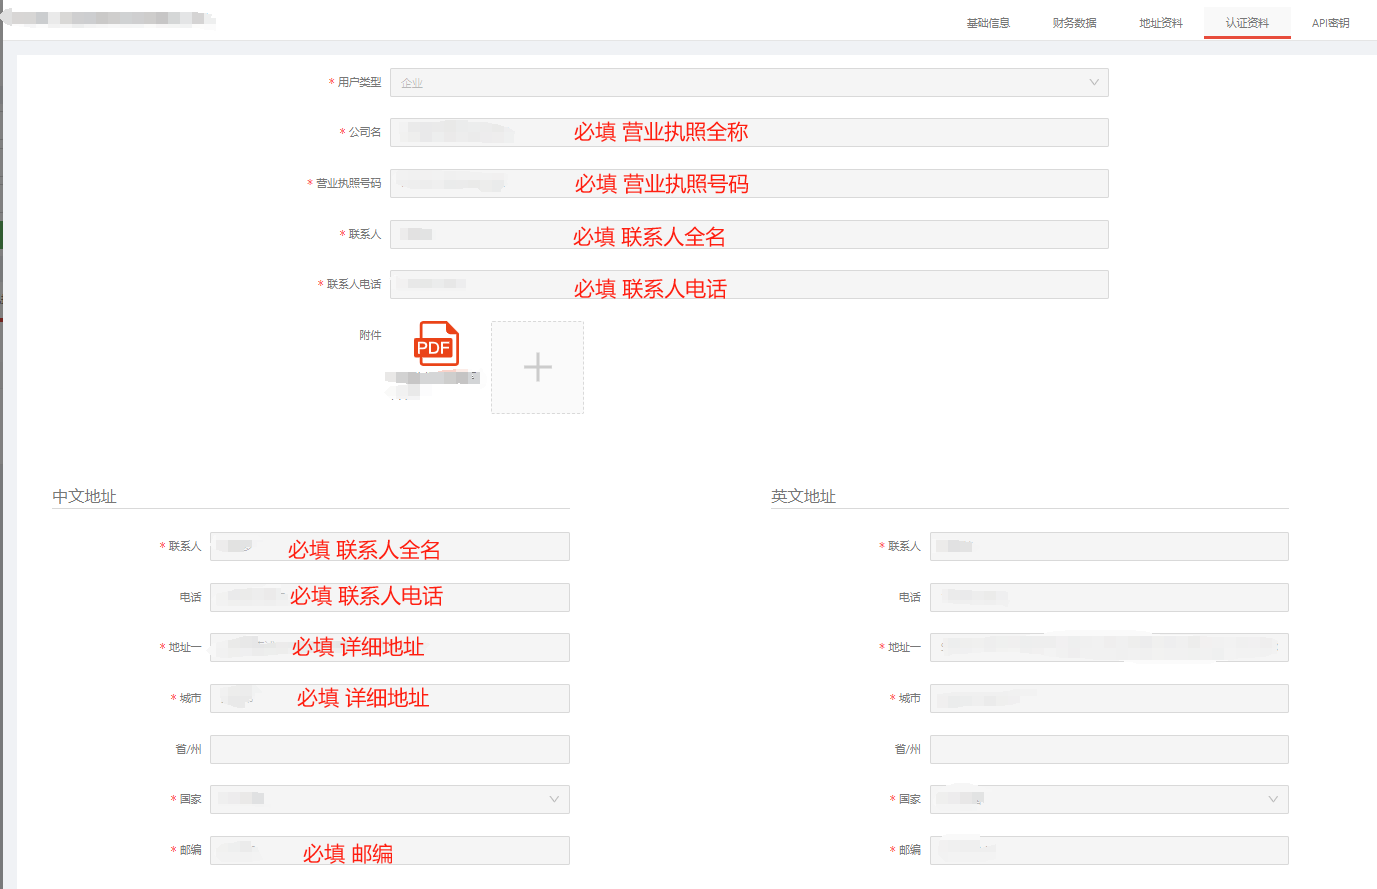 基础信息 财务数据 地址资料 认证资料 API密钥
* 用户类型 企业
* 公司名 必填 营业执照全称
* 营业执照号码 必填 营业执照号码
* 联系人 必填 联系人全名
* 联系人电话 必填 联系人电话
附件 PDF
中文地址
* 联系人 必填 联系人全名
电话 必填 联系人电话
* 地址一 必填 详细地址
* 城市 必填 详细地址
省/州
* 国家
* 邮编 必填 邮编
英文地址
* 联系人
电话
* 地址一
* 城市
省/州
* 国家
* 邮编